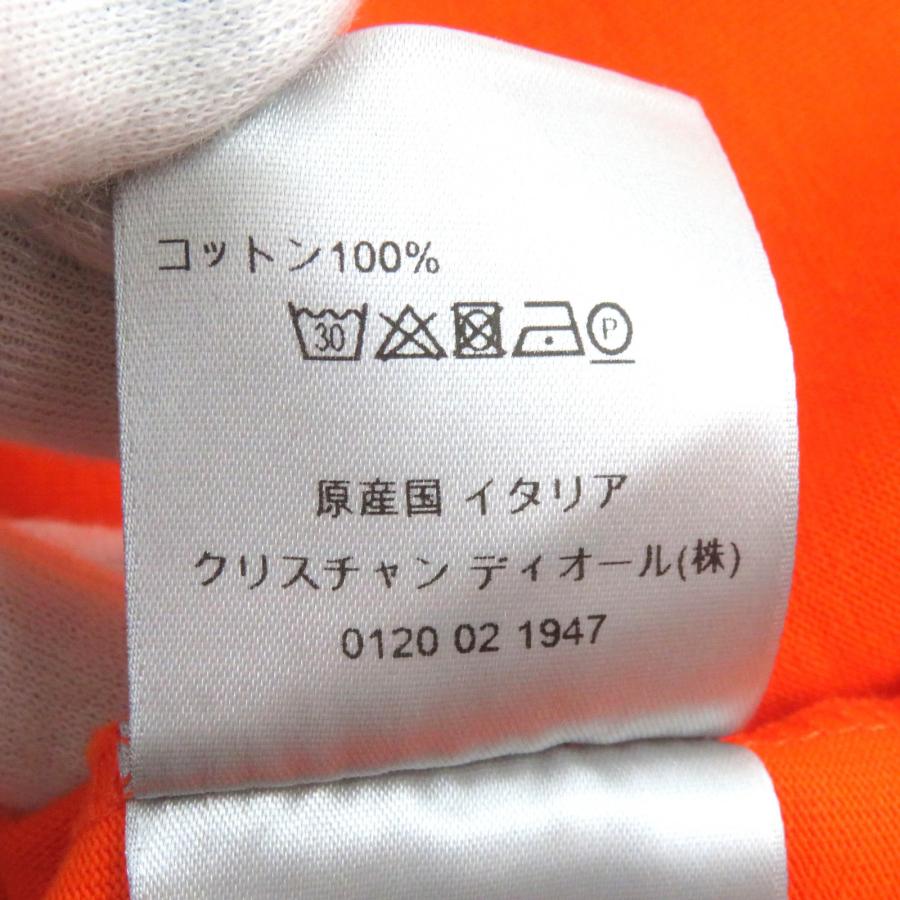 コットン100%
30 P
原産国 イタリア
クリスチャン ディオール(株)
0120 02 1947